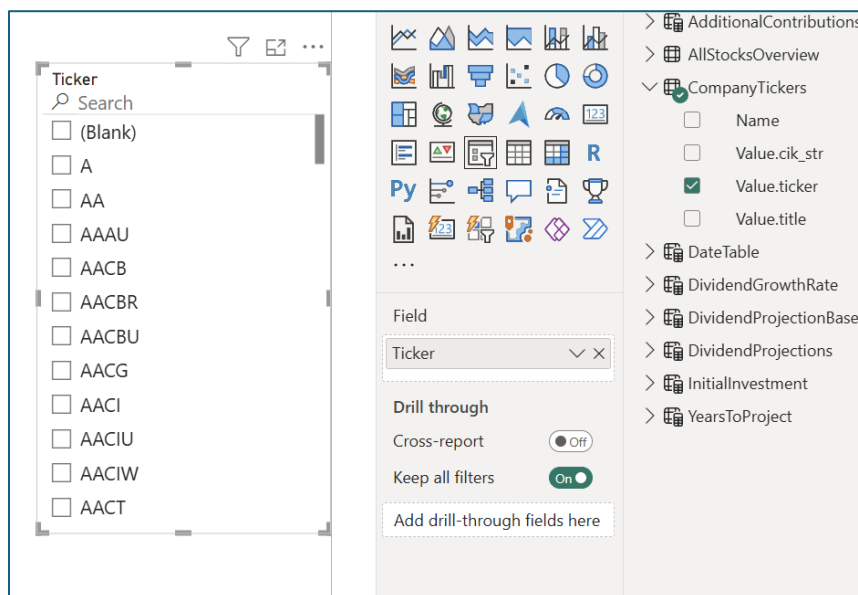 Ticker
Search
(Blank)
A
AA
AAAU
AACB
AACBR
AACBU
AACG
AACI
AACIU
AACIW
AACT
123
R
Py
123
...
Field
Ticker
Drill through
Cross-report
Off
Keep all filters
On
Add drill-through fields here
AdditionalContributions
AllStocksOverview
CompanyTickers
Name
Value.cik_str
Value.ticker
Value.title
DateTable
DividendGrowthRate
DividendProjectionBase
DividendProjections
InitialInvestment
YearsToProject